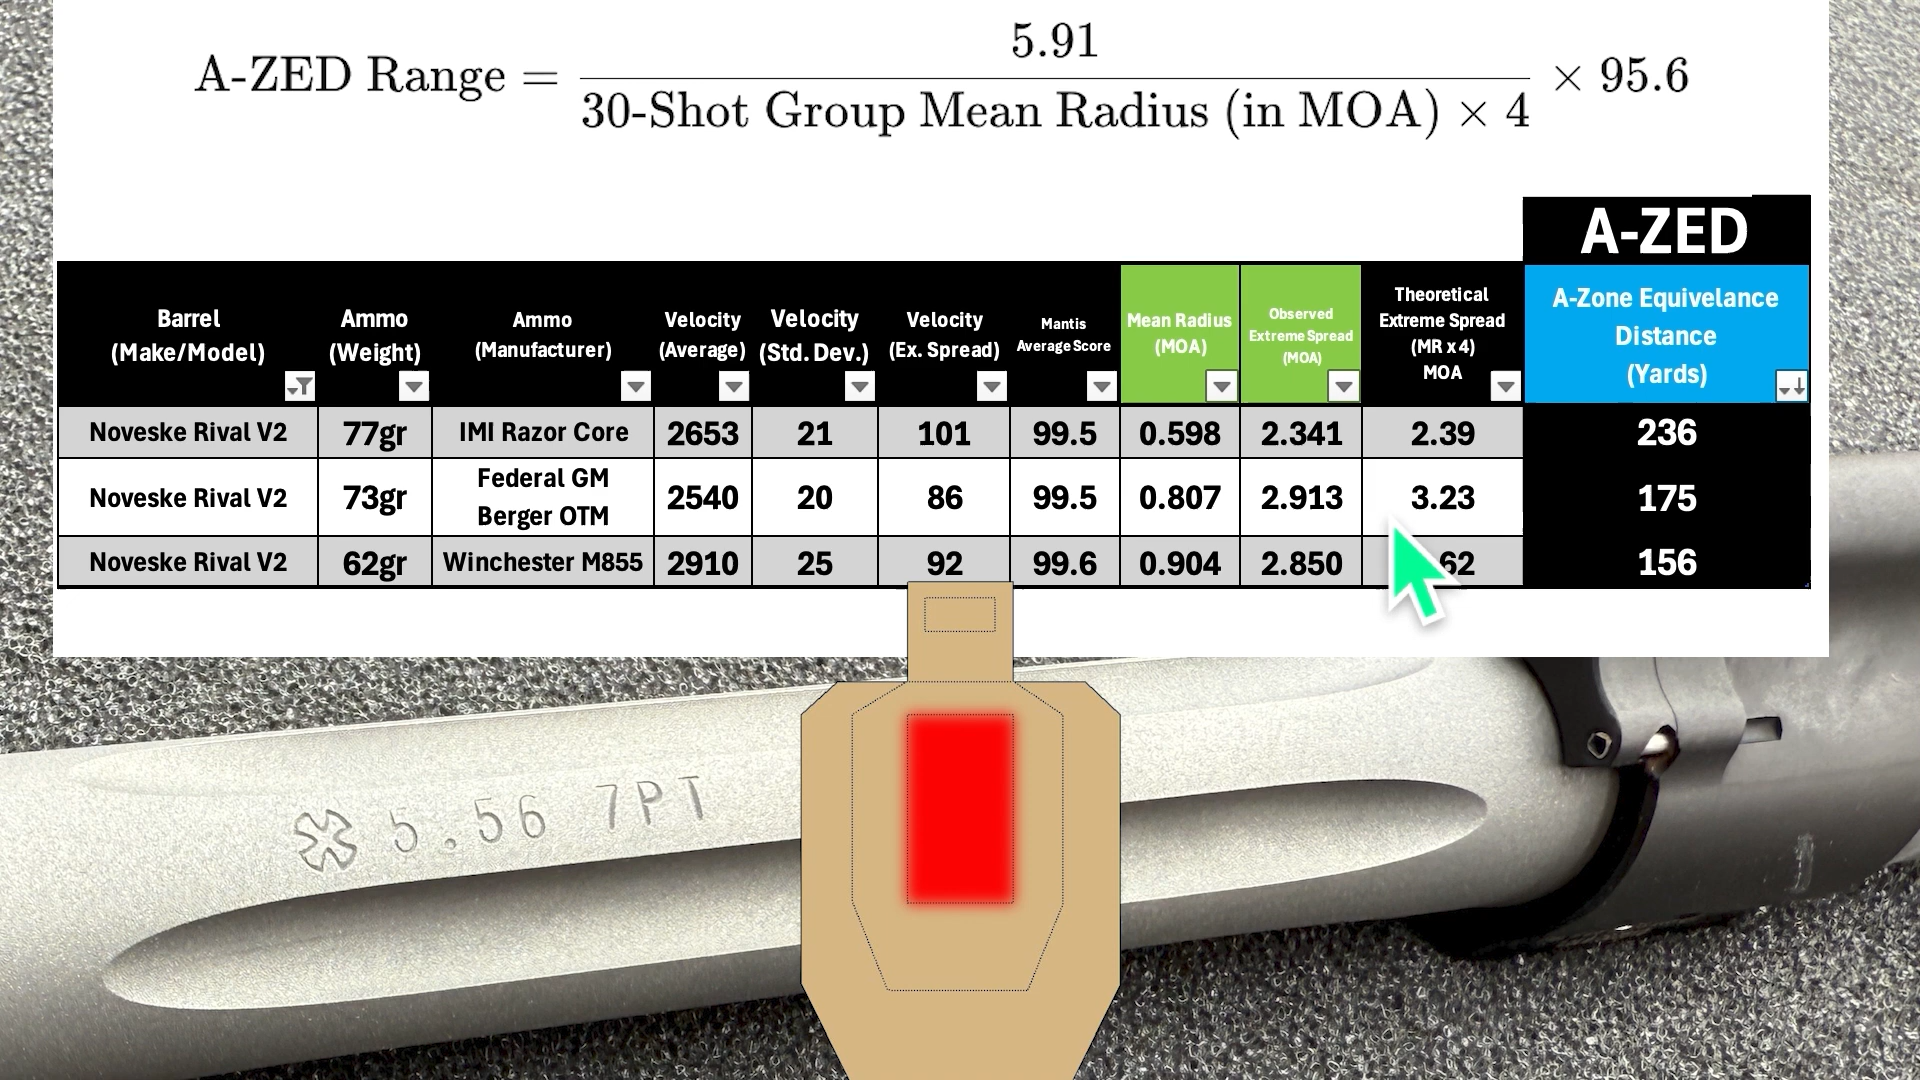 5.91
A-ZED Range = 30-Shot Group Mean Radius (in MOA) × 4 × 95.6
A-ZED
Barrel (Make/Model) Ammo (Weight) Ammo (Manufacturer) Velocity (Average) Velocity (Std. Dev.) Velocity (Ex. Spread) Mantis Average Score Mean Radius (MOA) Observed Extreme Spread (MOA) Theoretical Extreme Spread (MR x 4) MOA A-Zone Equivelance Distance (Yards)
Noveske Rival V2 77gr IMI Razor Core 2653 21 101 99.5 0.598 2.341 2.39 236
Noveske Rival V2 73gr Federal GM Berger OTM 2540 20 86 99.5 0.807 2.913 3.23 175
Noveske Rival V2 62gr Winchester M855 2910 25 92 99.6 0.904 2.850 62 156
5.56 7PT